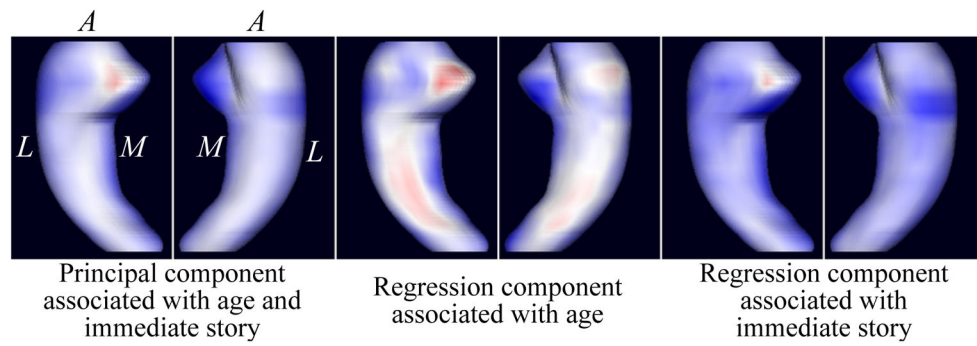 A A
L M M L
Principal component
associated with age and
immediate story
Regression component
associated with age
Regression component
associated with
immediate story